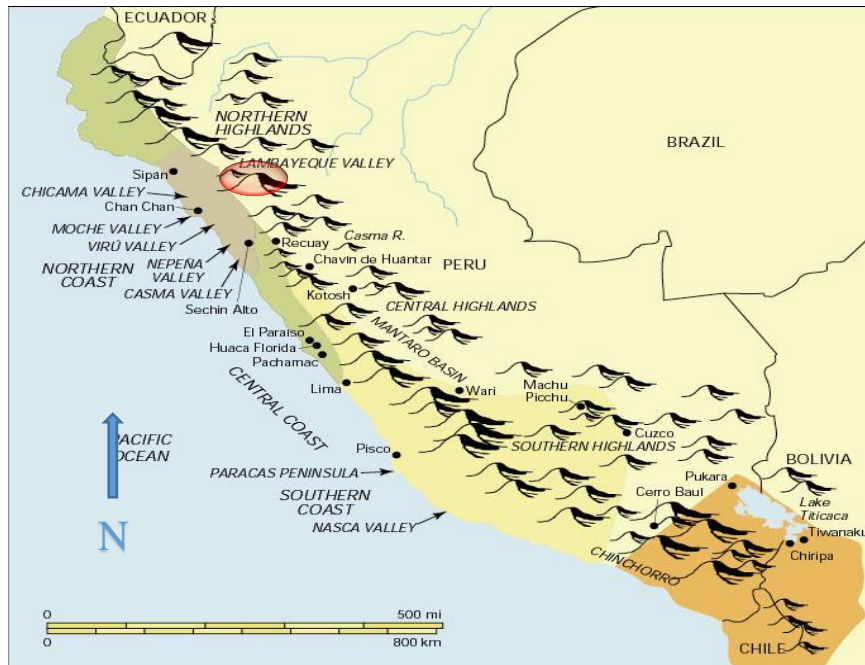 ECUADOR
NORTHERN
HIGHLANDS
BRAZIL
LAMBAYEQUE VALLEY
Sipán
CHICAMA VALLEY
Chan Chan
MOCHE VALLEY
VIRÚ VALLEY
Recuay
Casma R.
NORTHERN
COAST
NEPEÑA
VALLEY
CASMA VALLEY
Chavín de Huántar
PERU
Kotosh
Sechin Alto
CENTRAL HIGHLANDS
El Paraiso
Huaca Florida
Pachamac
MANTARO BASIN
Lima
CENTRAL COAST
Wari
Machu
Picchu
Cuzco
PACIFIC
OCEAN
Pisco
SOUTHERN
HIGHLANDS
BOLIVIA
PARACAS PENINSULA
Pukara
SOUTHERN
COAST
Cerro Baul
Lake
Titicaca
NASCA VALLEY
Tiwanaku
N
CHINCHORRO
Chiripa
0 500 mi
0 800 km
CHILE